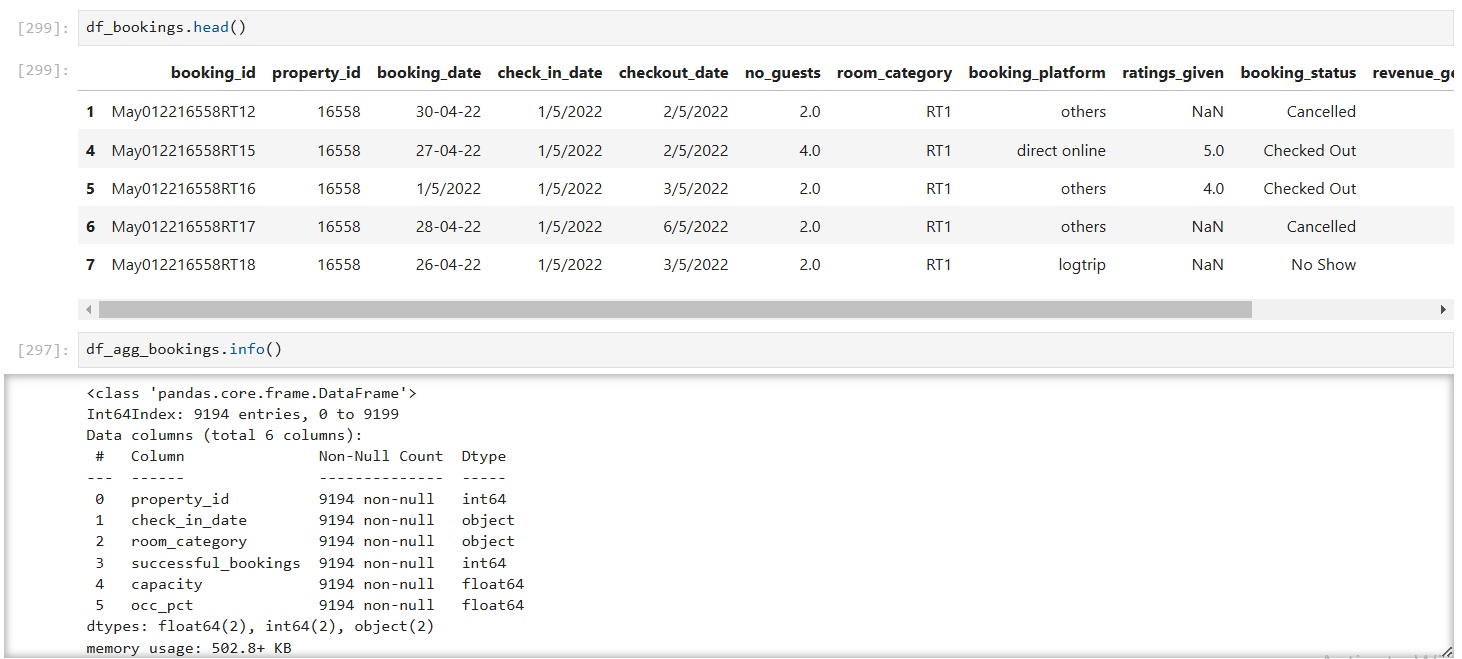 [299]: df_bookings.head()
[299]: booking_id property_id booking_date check_in_date checkout_date no_guests room_category booking_platform ratings_given booking_status revenue_ge
1 May012216558RT12 16558 30-04-22 1/5/2022 2/5/2022 2.0 RT1 others NaN Cancelled
4 May012216558RT15 16558 27-04-22 1/5/2022 2/5/2022 4.0 RT1 direct online 5.0 Checked Out
5 May012216558RT16 16558 1/5/2022 1/5/2022 3/5/2022 2.0 RT1 others 4.0 Checked Out
6 May012216558RT17 16558 28-04-22 1/5/2022 6/5/2022 2.0 RT1 others NaN Cancelled
7 May012216558RT18 16558 26-04-22 1/5/2022 3/5/2022 2.0 RT1 logtrip NaN No Show
[297]: df_agg_bookings.info()
<class 'pandas.core.frame.DataFrame'>
Int64Index: 9194 entries, 0 to 9199
Data columns (total 6 columns):
# Column Non-Null Count Dtype
--- ------ -------------- -----
0 property_id 9194 non-null int64
1 check_in_date 9194 non-null object
2 room_category 9194 non-null object
3 successful_bookings 9194 non-null int64
4 capacity 9194 non-null float64
5 occ_pct 9194 non-null float64
dtypes: float64(2), int64(2), object(2)
memory usage: 502.8+ KB